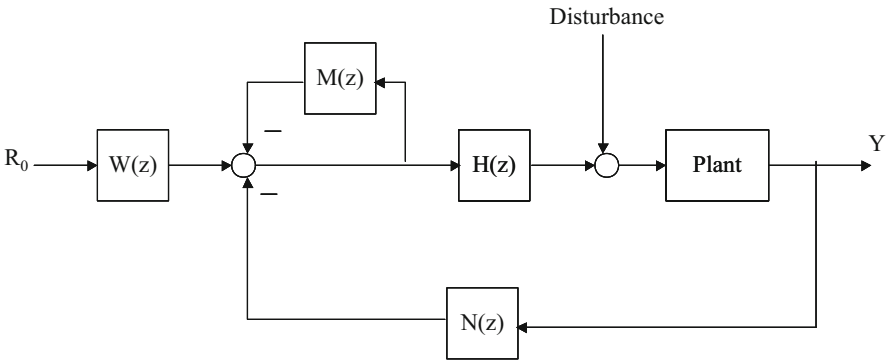 Disturbance
M(z)
R₀
W(z)
H(z)
Plant
Y
N(z)